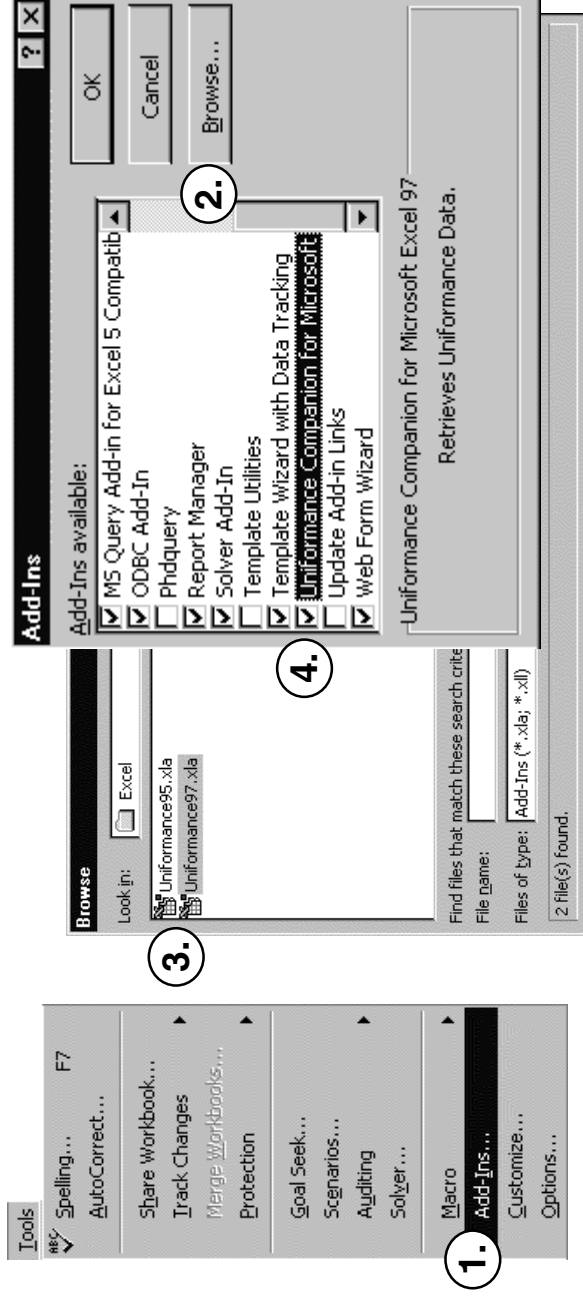 Tools
ABC
Spelling... F7
AutoCorrect...
Share Workbook...
Track Changes
Merge Workbooks...
Protection
Goal Seek...
Scenarios...
Auditing
Solver...
Macro
1.
Add-Ins...
Customize...
Options...
Browse
Look in: Excel
3.
Uniformance95.xla
Uniformance97.xla
Find files that match these search crite
File name:
Files of type: Add-Ins (*.xla; *.xll)
2 file(s) found.
Add-Ins
Add-Ins available:
MS Query Add-in for Excel 5 Compatib
ODBC Add-In
Phdquery
Report Manager
Solver Add-In
Template Utilities
Template Wizard with Data Tracking
4.
Uniformance Companion for Microsoft
Update Add-in Links
Web Form Wizard
OK
Cancel
2.
Browse...
Uniformance Companion for Microsoft Excel 97
Retrieves Uniformance Data.